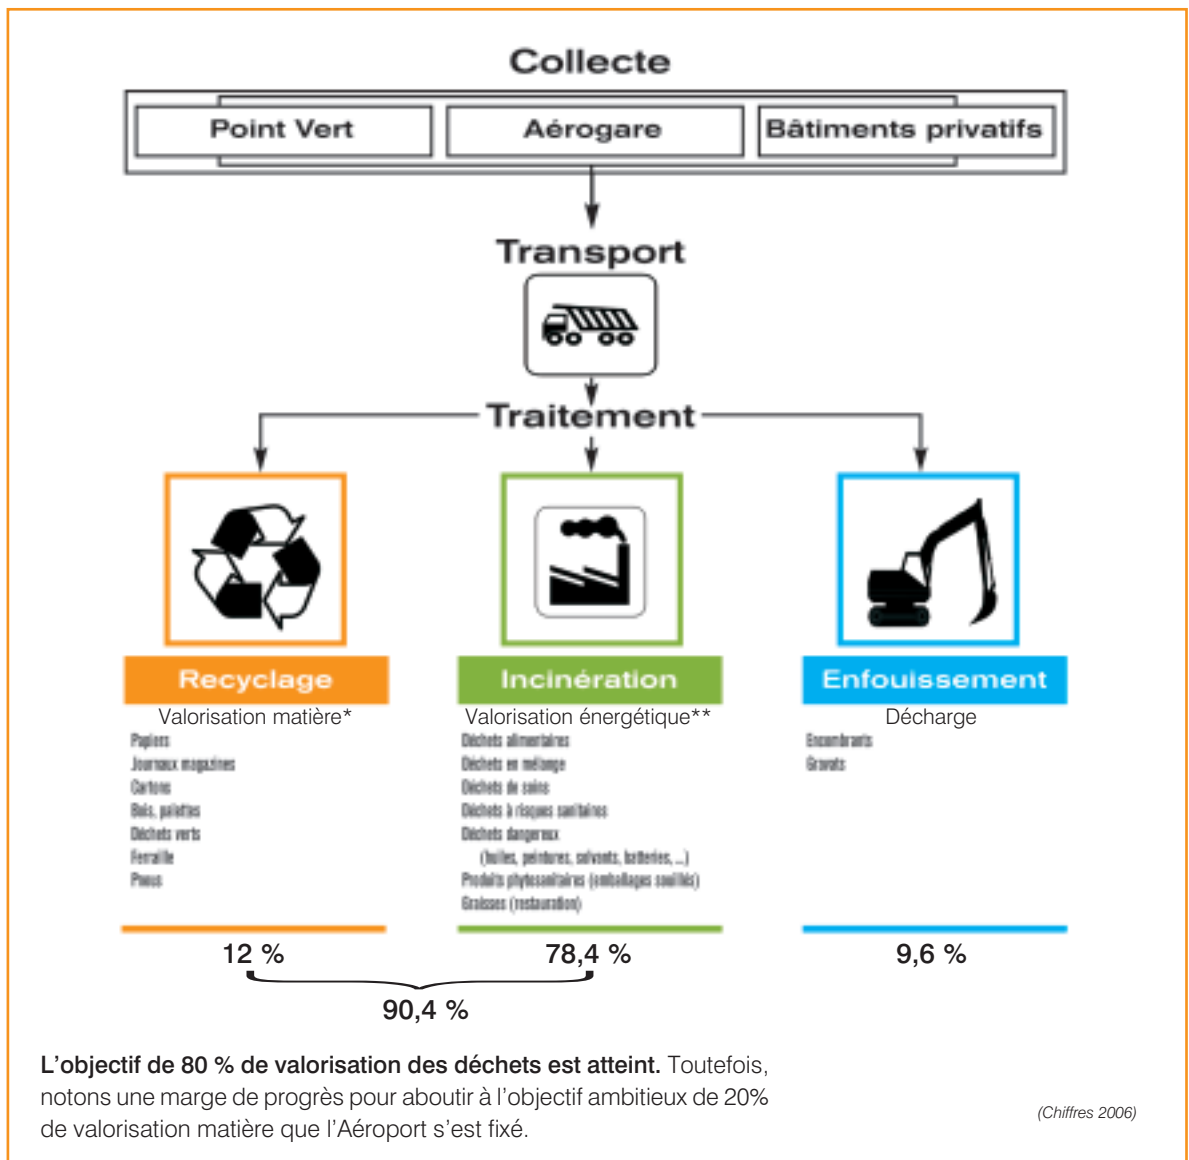 Collecte
Point Vert
Aérogare
Bâtiments privatifs
Transport
Traitement
Recyclage
Valorisation matière*
Papiers
Journaux magazines
Cartons
Bois, palettes
Déchets verts
Ferraille
Pneus
12 %
Incinération
Valorisation énergétique**
Déchets alimentaires
Déchets en mélange
Déchets de soins
Déchets à risques sanitaires
Déchets dangereux
(huiles, peintures, solvants, batteries, ...)
Produits phytosanitaires (emballages souillés)
Graisses (restauration)
78,4 %
90,4 %
Enfouissement
Décharge
Encombrants
Gravats
9,6 %
L'objectif de 80 % de valorisation des déchets est atteint. Toutefois,
notons une marge de progrès pour aboutir à l'objectif ambitieux de 20%
de valorisation matière que l'Aéroport s'est fixé.
(Chiffres 2006)